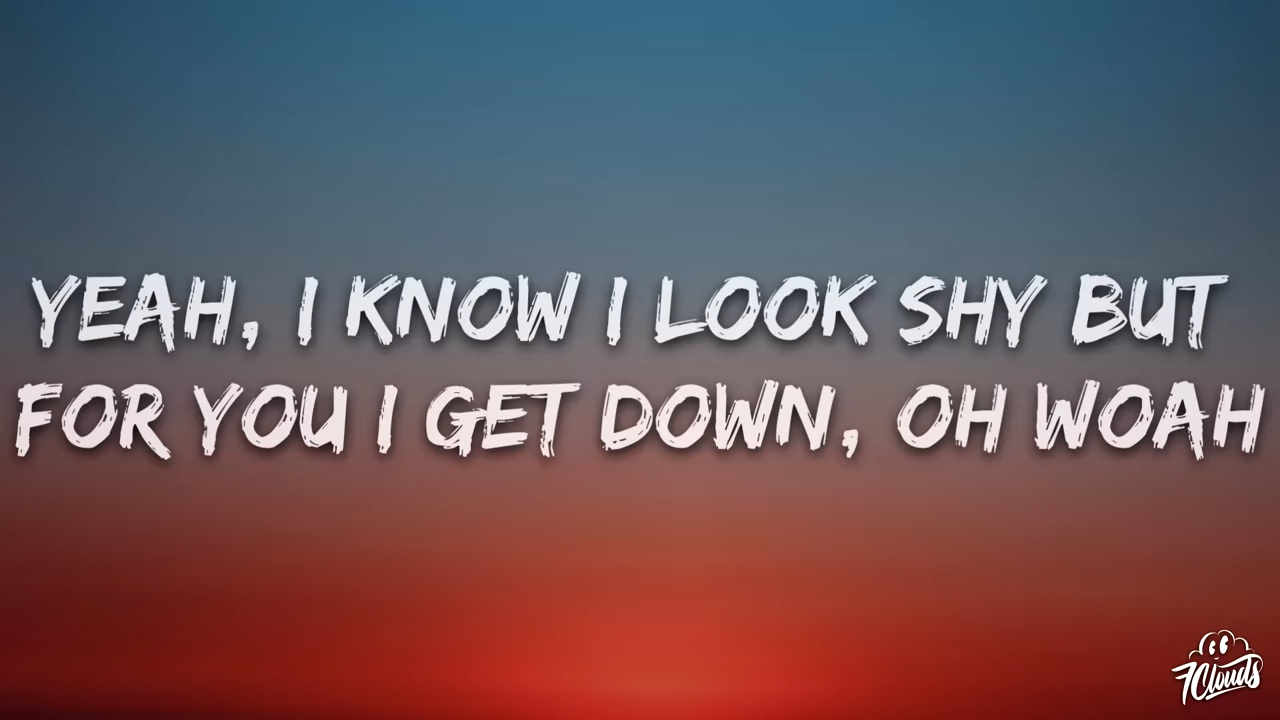 YEAH, I KNOW I LOOK SHY BUT
FOR YOU I GET DOWN, OH WOAH
7Clouds